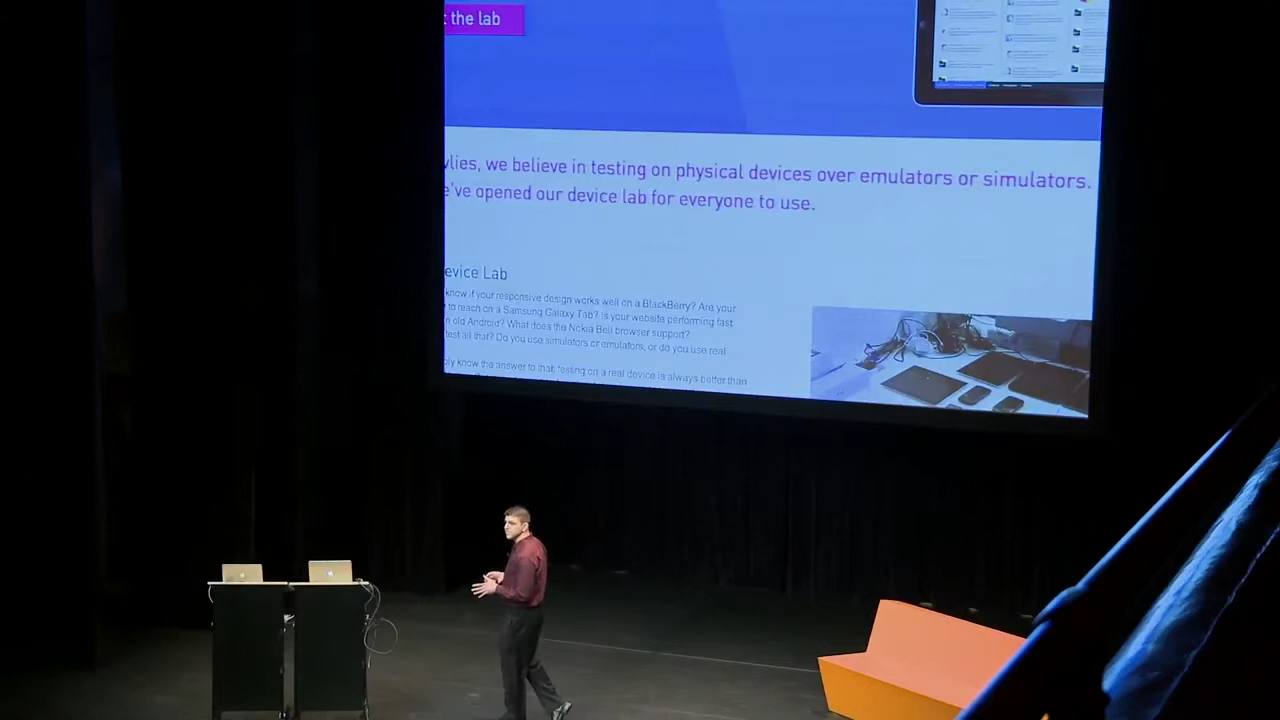 the lab
vlies, we believe in testing on physical devices over emulators or simulators.
e've opened our device lab for everyone to use.
evice Lab
know if your responsive design works well on a BlackBerry? Are your
to reach on a Samsung Galaxy Tab? Is your website performing fast
n old Android? What does the Nokia Bell browser support?
test all that? Do you use simulators or emulators, or do you use real
bly know the answer to that: testing on a real device is always better than